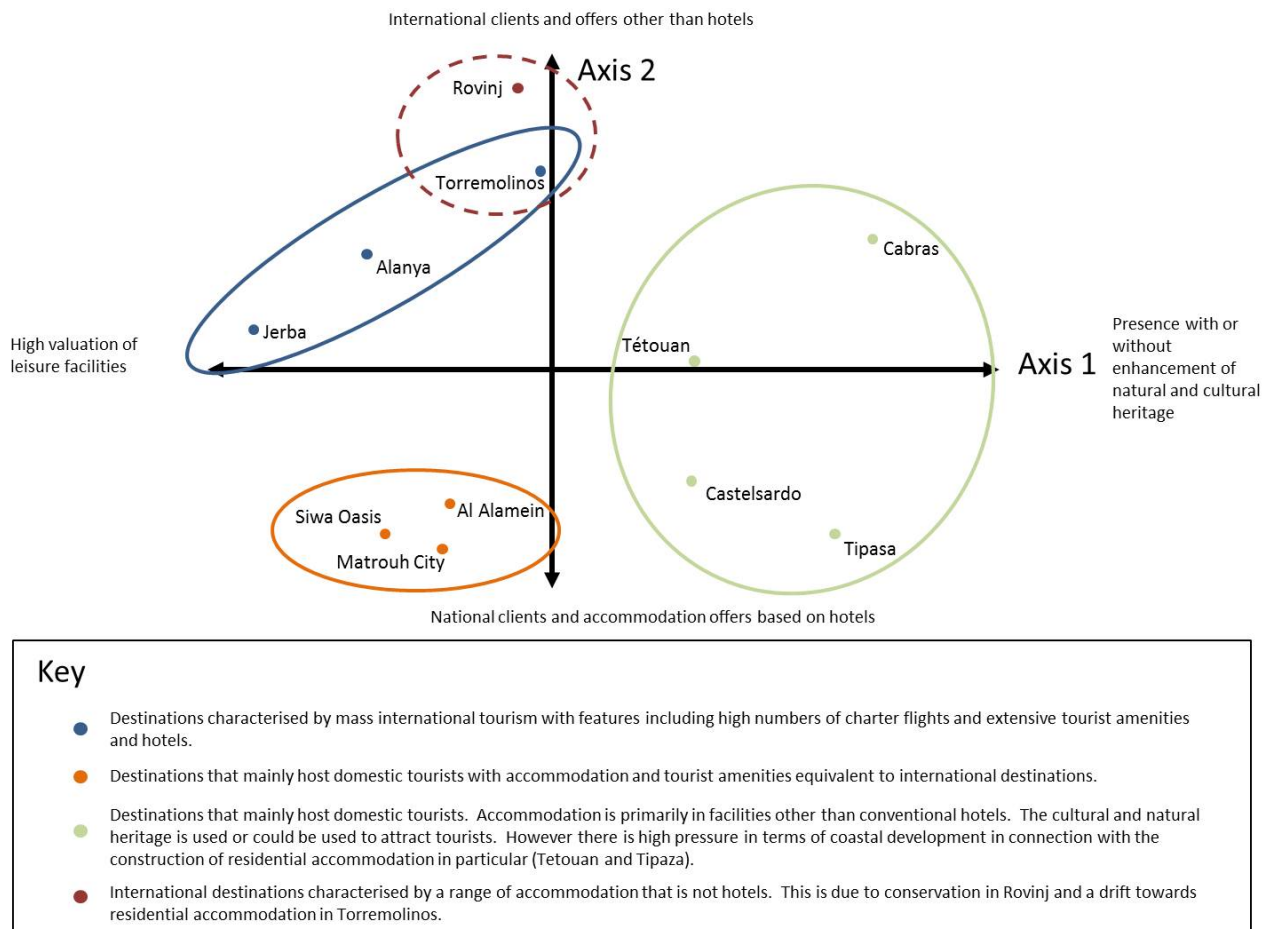 International clients and offers other than hotels
Axis 2
Rovinj
Torremolinos
Alanya
Jerba
Cabras
Tétouan
High valuation of
leisure facilities
Axis 1
Presence with or
without
enhancement of
natural and cultural
heritage
Castelsardo
Tipasa
Siwa Oasis
Al Alamein
Matrouh City
National clients and accommodation offers based on hotels
Key
Destinations characterised by mass international tourism with features including high numbers of charter flights and extensive tourist amenities
and hotels.
Destinations that mainly host domestic tourists with accommodation and tourist amenities equivalent to international destinations.
Destinations that mainly host domestic tourists.  Accommodation is primarily in facilities other than conventional hotels.  The cultural and natural
heritage is used or could be used to attract tourists.  However there is high pressure in terms of coastal development in connection with the
construction of residential accommodation in particular (Tetouan and Tipaza).
International destinations characterised by a range of accommodation that is not hotels.  This is due to conservation in Rovinj and a drift towards
residential accommodation in Torremolinos.